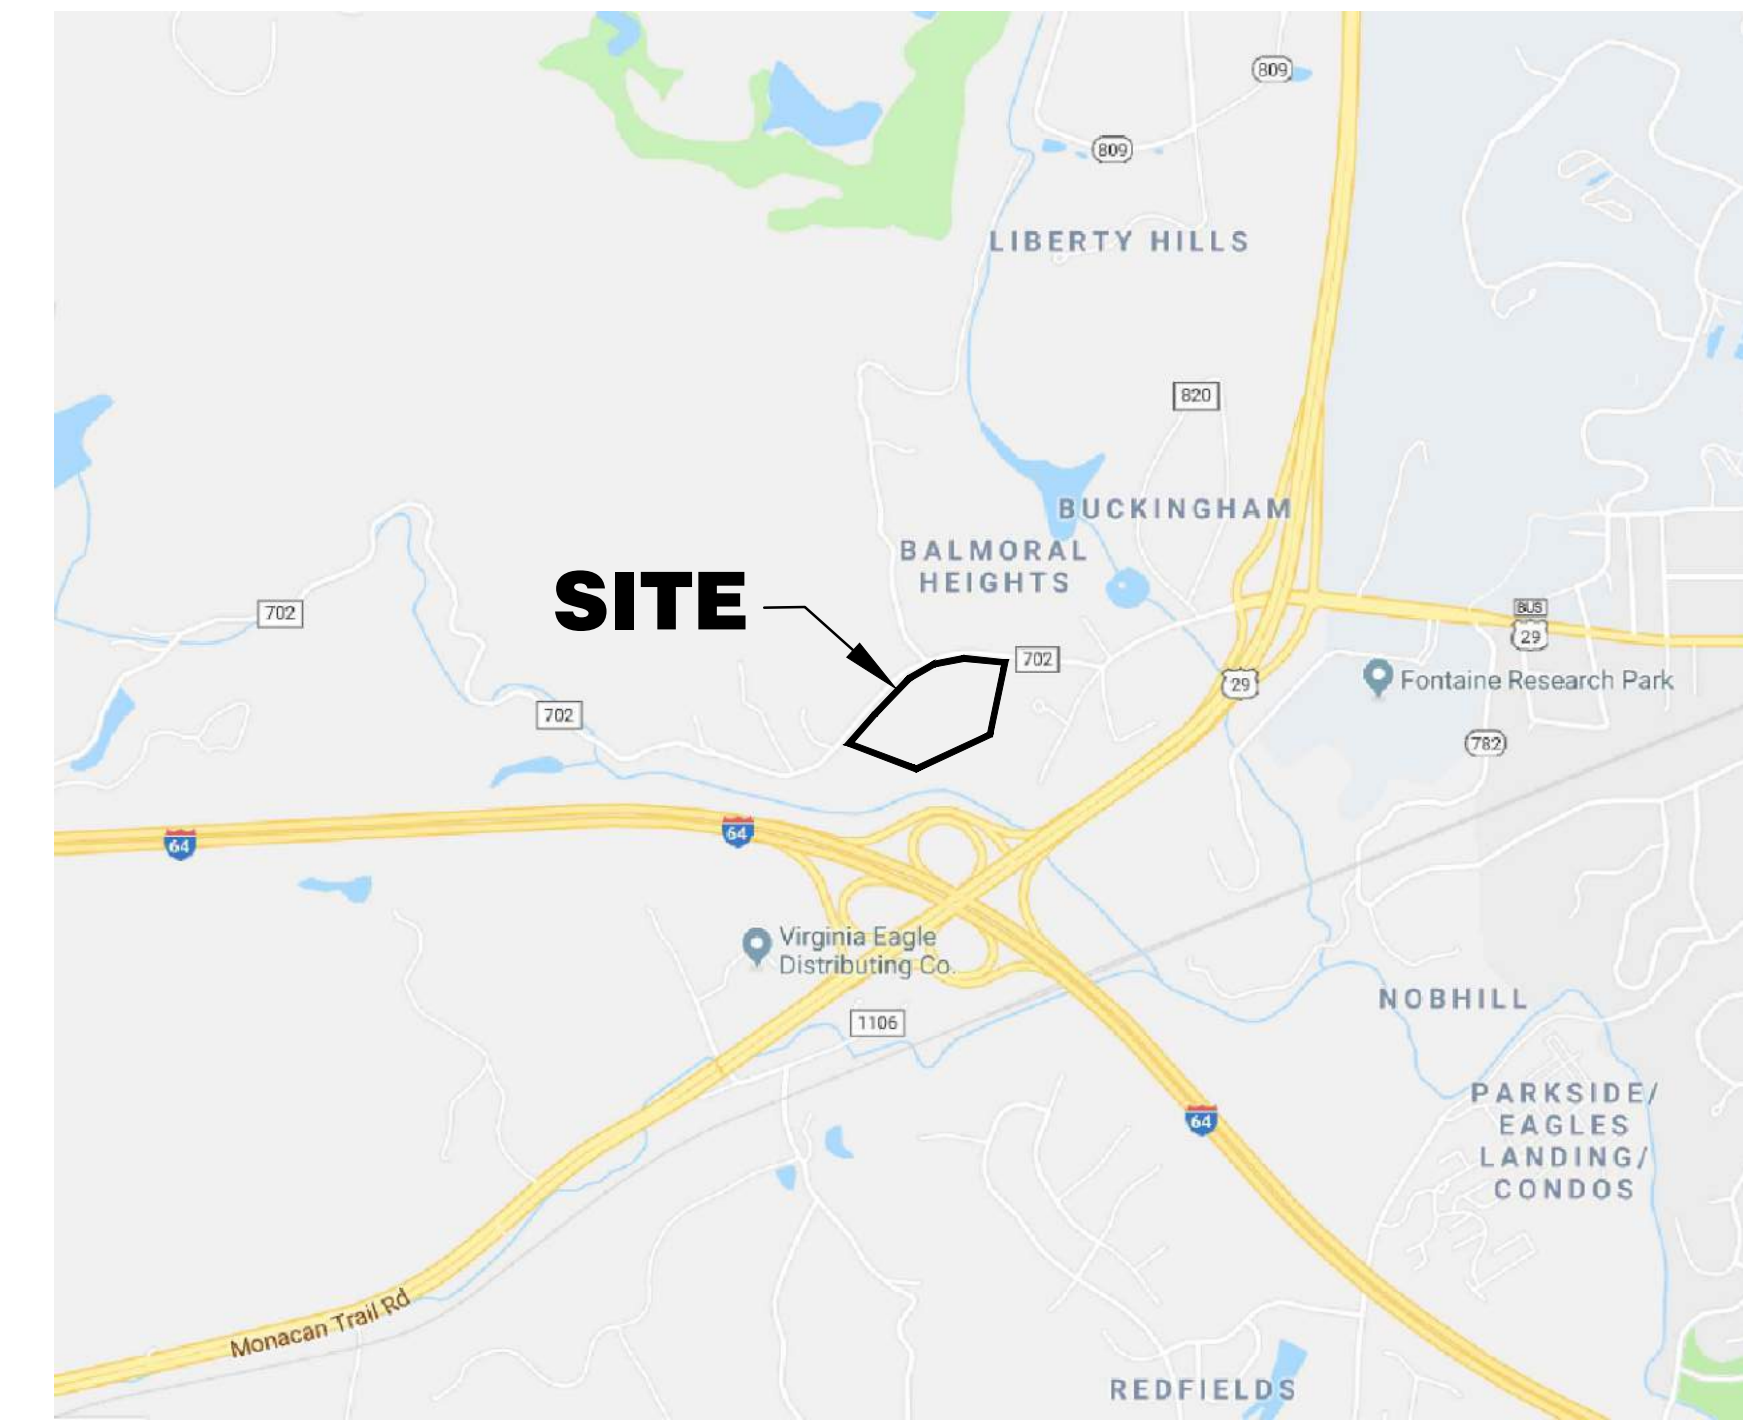 809
809
LIBERTY HILLS
820
BUCKINGHAM
BALMORAL
HEIGHTS
SITE
702
BUS
29
702
29
Fontaine Research Park
702
782
64
64
Virginia Eagle
Distributing Co.
NOBHILL
1106
PARKSIDE/
EAGLES
LANDING/
CONDOS
64
Monacan Trail Rd
REDFIELDS